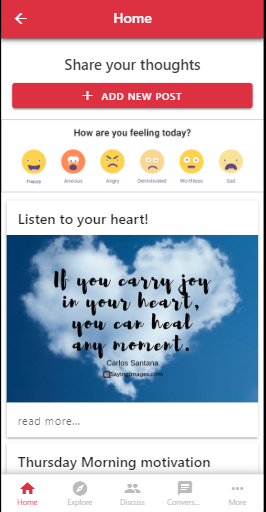 Home
Share your thoughts
+ ADD NEW POST
How are you feeling today?
Happy Anxious Angry Demotivated Worthless Sad
Listen to your heart!
If you carry joy
in your heart,
you can heal
any moment.
Carlos Santana
SayingImages.com
read more...
Thursday Morning motivation
Home Explore Discuss Convers... More